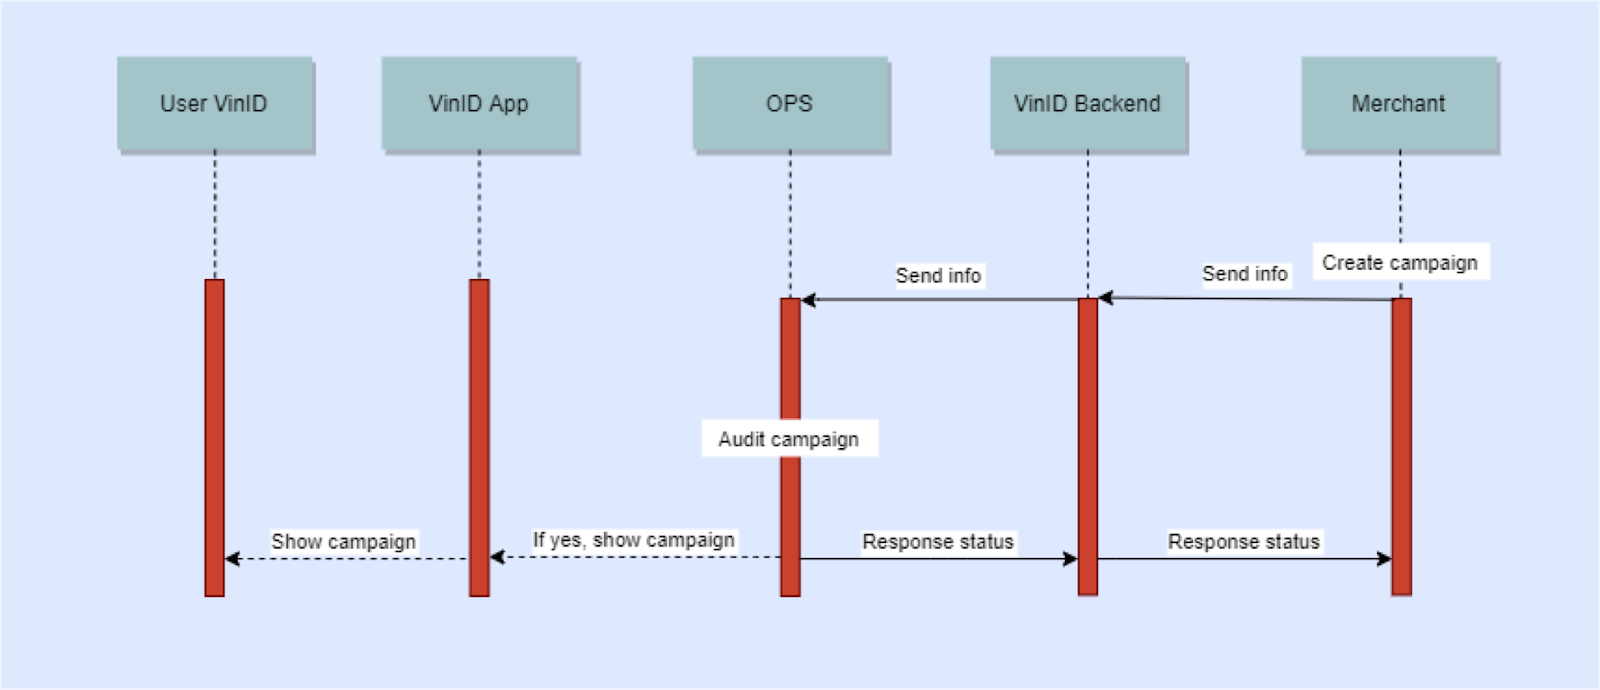 User VinID
VinID App
OPS
VinID Backend
Merchant
Create campaign
Send info
Send info
Audit campaign
Show campaign
If yes, show campaign
Response status
Response status